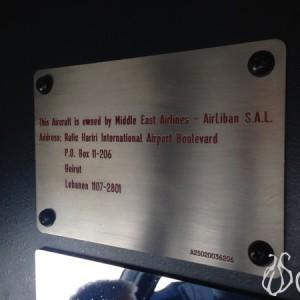 This Aircraft is owned by Middle East Airlines - AirLiban S.A.L.
Address: Rafic Hariri International Airport Boulevard
P.O. Box 11-206
Beirut
Lebanon 1107-2801
A25020036206